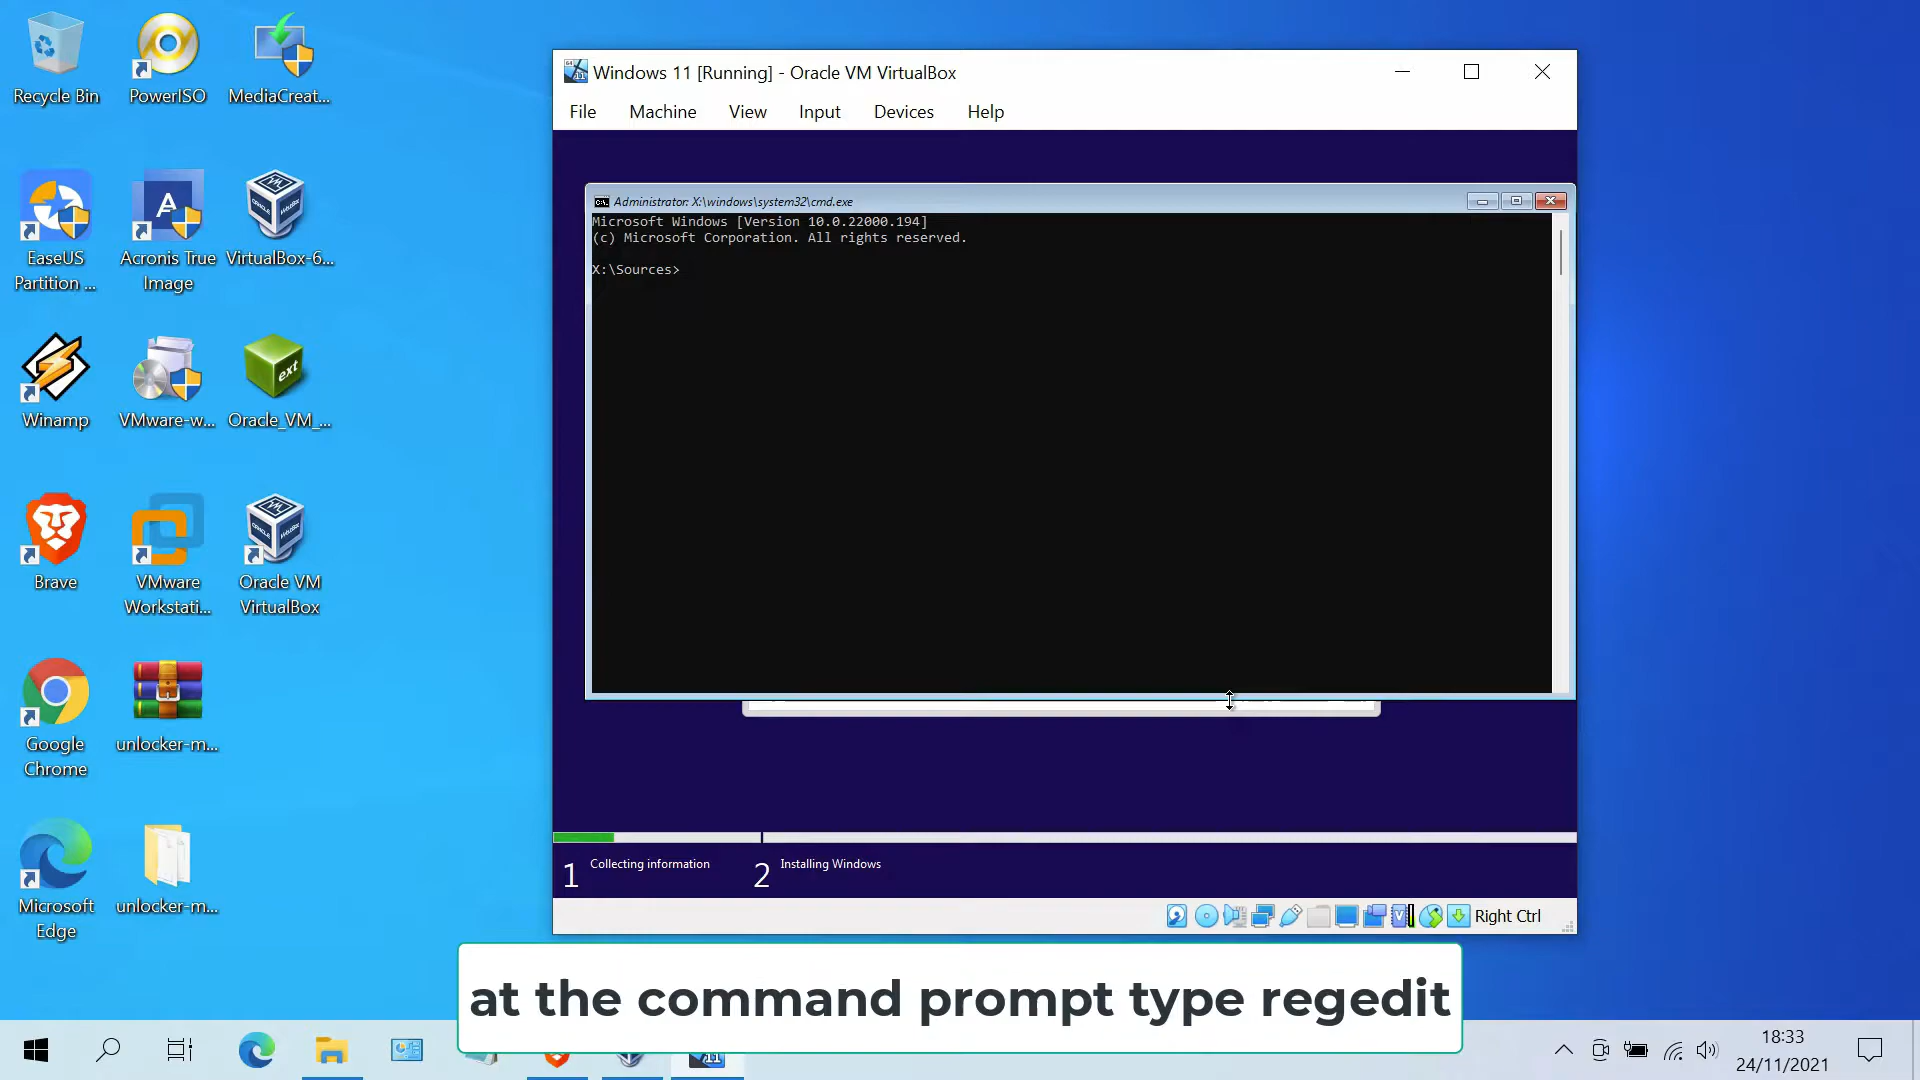 Recycle Bin
PowerISO
MediaCreat...
EaseUS
Partition ...
Acronis True
Image
VirtualBox-6...
Winamp
VMware-w...
Oracle_VM_...
Brave
VMware
Workstati...
Oracle VM
VirtualBox
Google
Chrome
unlocker-m...
Microsoft
Edge
unlocker-m...
Windows 11 [Running] - Oracle VM VirtualBox
File Machine View Input Devices Help
Administrator: X:\windows\system32\cmd.exe
Microsoft Windows [Version 10.0.22000.194]
(c) Microsoft Corporation. All rights reserved.
X:\Sources>
1 Collecting information 2 Installing Windows
Right Ctrl
at the command prompt type regedit
18:33
24/11/2021